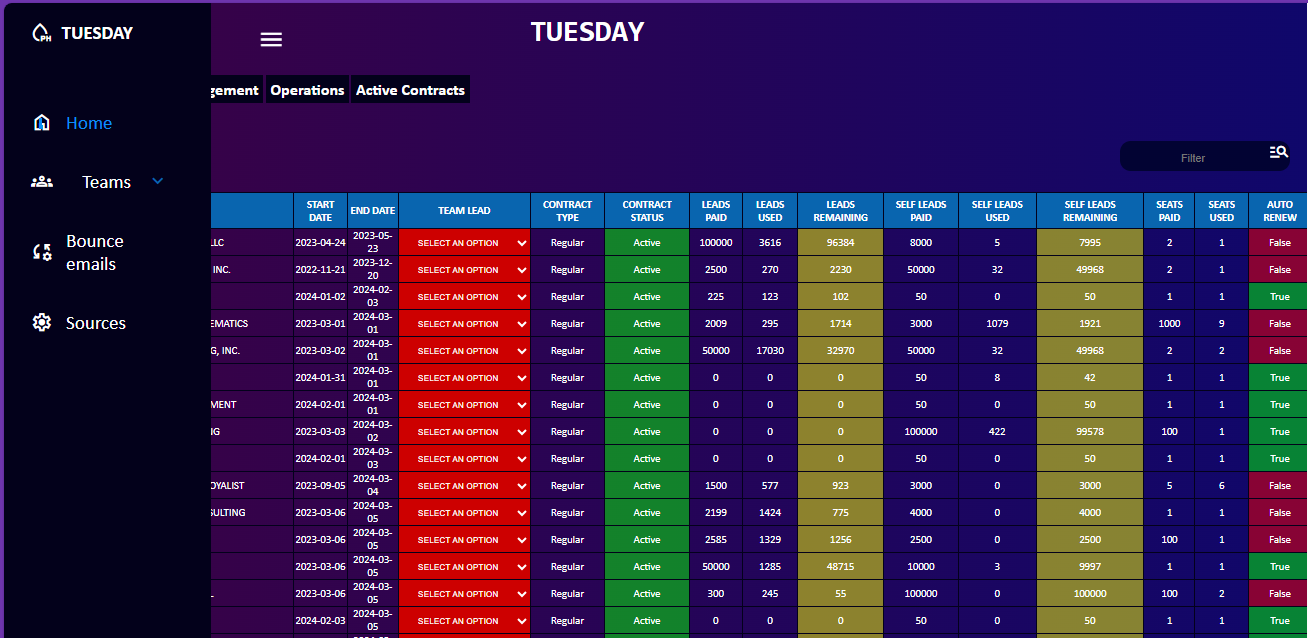 PH TUESDAY
TUESDAY
Home
Teams
Bounce
emails
Sources
gement Operations Active Contracts
Filter
START DATE END DATE TEAM LEAD CONTRACT TYPE CONTRACT STATUS LEADS PAID LEADS USED LEADS REMAINING SELF LEADS PAID SELF LEADS USED SELF LEADS REMAINING SEATS PAID SEATS USED AUTO RENEW
LLC 2023-04-24 2023-05-23 SELECT AN OPTION Regular Active 100000 3616 96384 8000 5 7995 2 1 False
INC. 2022-11-21 2023-12-20 SELECT AN OPTION Regular Active 2500 270 2230 50000 32 49968 2 1 False
2024-01-02 2024-02-03 SELECT AN OPTION Regular Active 225 123 102 50 0 50 1 1 True
EMATICS 2023-03-01 2024-03-01 SELECT AN OPTION Regular Active 2009 295 1714 3000 1079 1921 1000 9 False
G, INC. 2023-03-02 2024-03-01 SELECT AN OPTION Regular Active 50000 17030 32970 50000 32 49968 2 2 False
2024-01-31 2024-03-01 SELECT AN OPTION Regular Active 0 0 0 50 8 42 1 1 True
MENT 2024-02-01 2024-03-01 SELECT AN OPTION Regular Active 0 0 0 50 0 50 1 1 True
NG 2023-03-03 2024-03-02 SELECT AN OPTION Regular Active 0 0 0 100000 422 99578 100 1 True
2024-02-01 2024-03-03 SELECT AN OPTION Regular Active 0 0 0 50 0 50 1 1 True
OYALIST 2023-09-05 2024-03-04 SELECT AN OPTION Regular Active 1500 577 923 3000 0 3000 5 6 False
SULTING 2023-03-06 2024-03-05 SELECT AN OPTION Regular Active 2199 1424 775 4000 0 4000 1 1 False
2023-03-06 2024-03-05 SELECT AN OPTION Regular Active 2585 1329 1256 2500 0 2500 100 1 False
2023-03-06 2024-03-05 SELECT AN OPTION Regular Active 50000 1285 48715 10000 3 9997 1 1 True
2023-03-06 2024-03-05 SELECT AN OPTION Regular Active 300 245 55 100000 0 100000 100 2 False
2024-02-03 2024-03-05 SELECT AN OPTION Regular Active 0 0 0 50 0 50 1 1 True